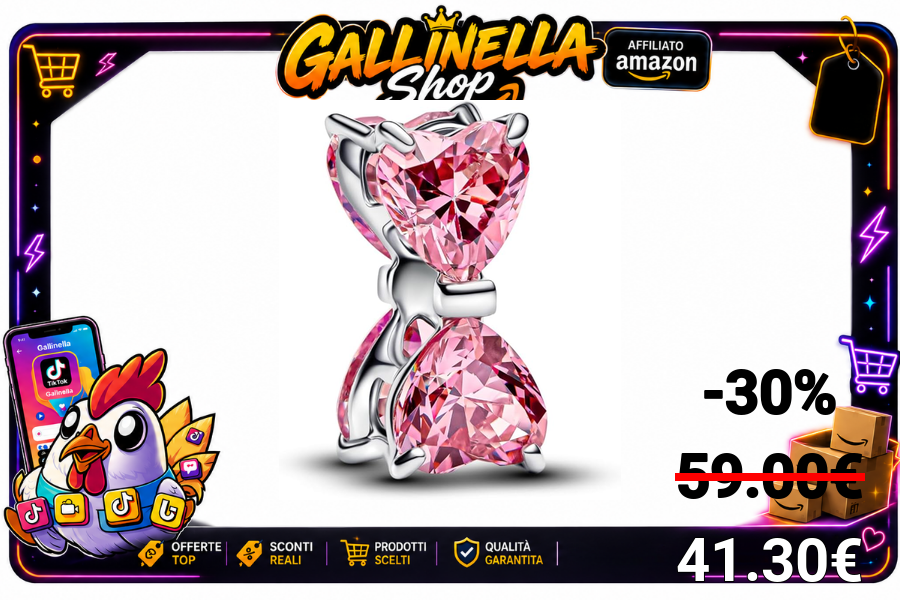 GALLINELLA
Shop
AFFILIATO
amazon
Gallinella
TikTok
Gallinella
-30%
59.00€
41.30€
OFFERTE
TOP
SCONTI
REALI
PRODOTTI
SCELTI
QUALITÀ
GARANTITA